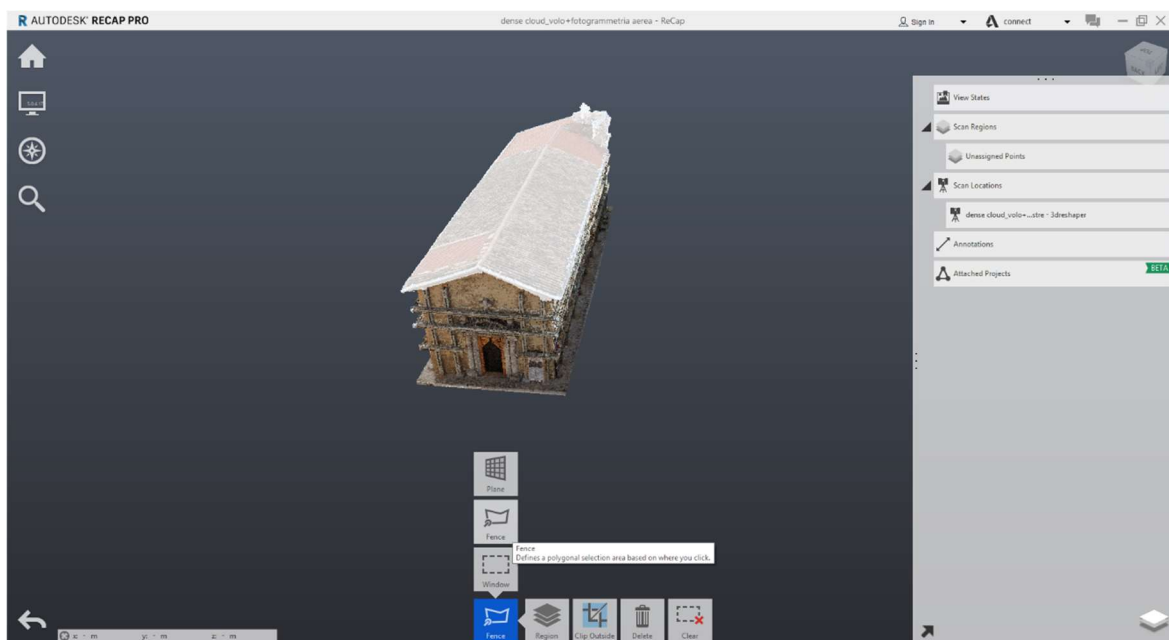 R AUTODESK® RECAP PRO
dense cloud_volo+fotogrammetria aerea - ReCap
Sign in
connect
View States
Scan Regions
Unassigned Points
Scan Locations
dense cloud_volo+...stre - 3dreshaper
Annotations
Attached Projects
BETA
Plane
Fence
Fence
Defines a polygonal selection area based on where you click.
Window
Fence
Region
Clip Outside
Delete
Clear
x: - m y: - m z: - m